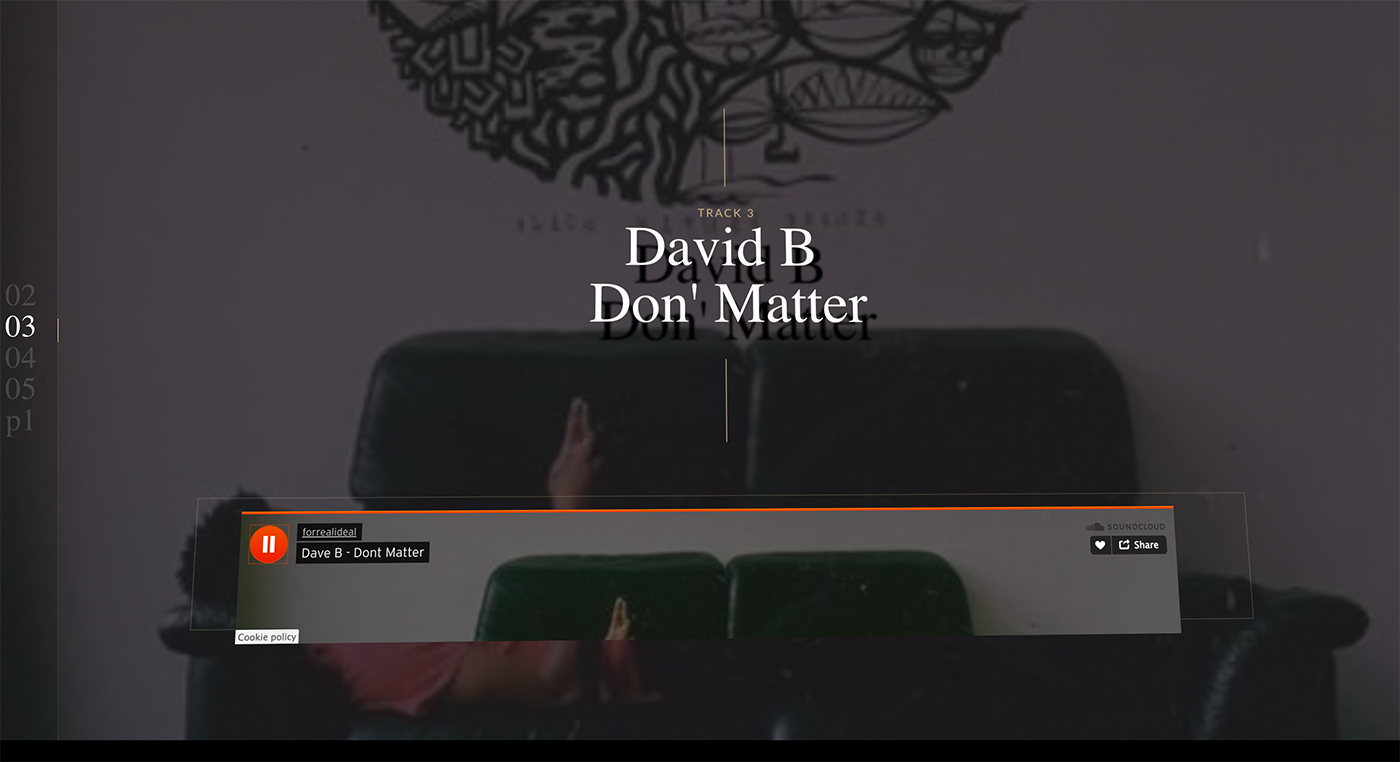 TRACK 3
David B
Don' Matter
02
03
04
05
p1
forrealideal
Dave B - Dont Matter
SOUNDCLOUD
Share
Cookie policy